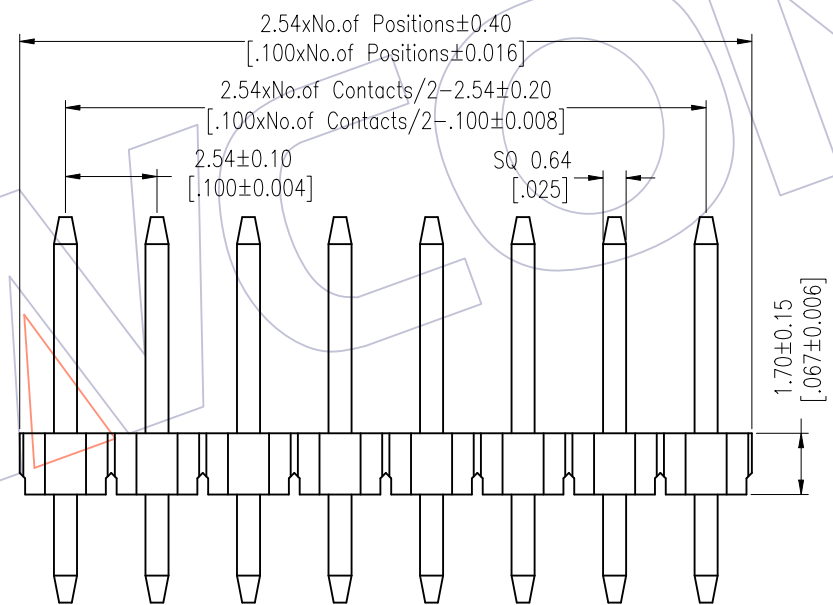 2.54xNo.of Positions±0.40
[.100xNo.of Positions±0.016]
2.54xNo.of Contacts/2-2.54±0.20
[.100xNo.of Contacts/2-.100±0.008]
2.54±0.10
[.100±0.004]
SQ 0.64
[.025]
1.70±0.15
[.067±0.006]
WCON